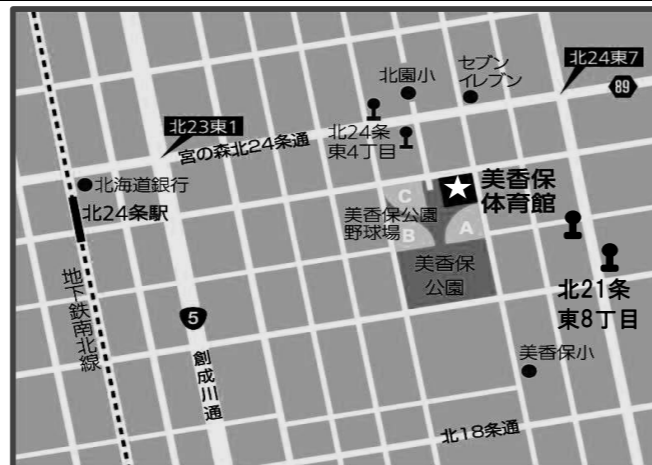 北24東7
89
セブン
イレブン
北園小
北23東1
北24条
東4丁目
宮の森北24条通
北海道銀行
北24条駅
美香保
体育館
C
美香保公園
野球場
B
A
美香保
公園
北21条
東8丁目
地下鉄南北線
5
創成川通
美香保小
北18条通